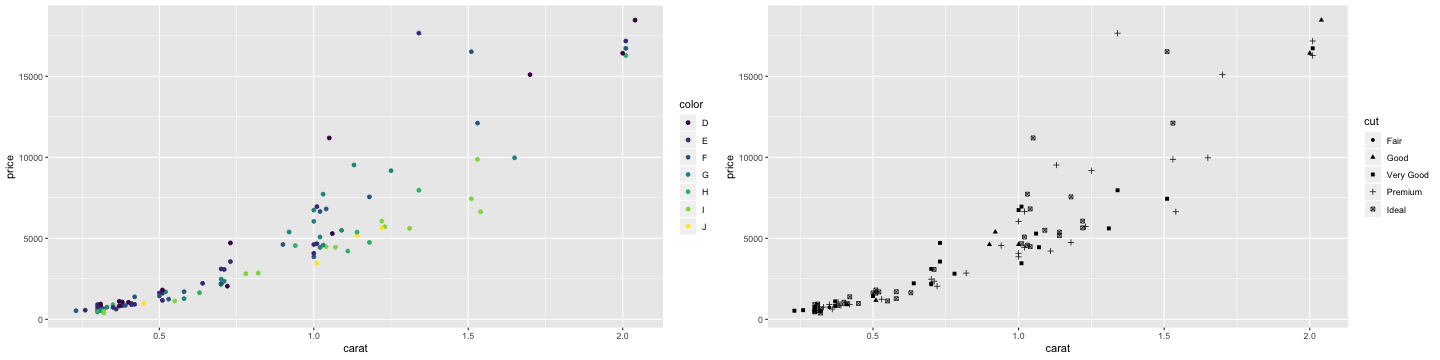 15000
10000
5000
0
price
0.5
1.0
1.5
2.0
carat
color
D
E
F
G
H
I
J
15000
10000
5000
0
price
0.5
1.0
1.5
2.0
carat
cut
Fair
Good
Very Good
Premium
Ideal